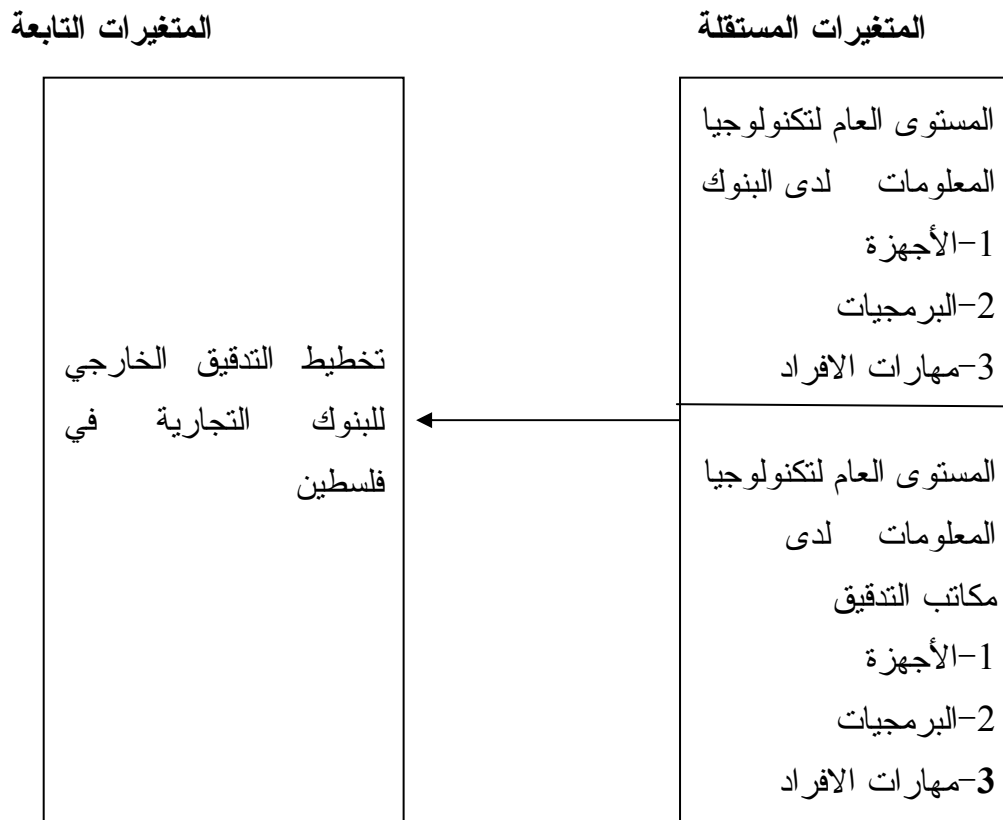 المتغيرات المستقلة
المتغيرات التابعة
المستوى العام لتكنولوجيا
المعلومات لدى البنوك
1-الأجهزة
2-البرمجيات
3-مهارات الافراد
المستوى العام لتكنولوجيا
المعلومات لدى
مكاتب التدقيق
1-الأجهزة
2-البرمجيات
3-مهارات الافراد
تخطيط التدقيق الخارجي
للبنوك التجارية في
فلسطين